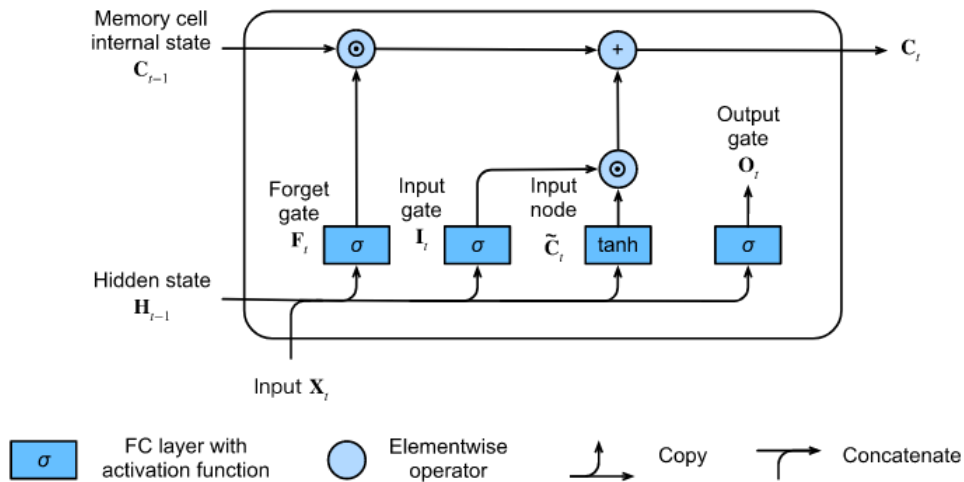 Memory cell
internal state
C_{t−1}
C_t
+
Output
gate
O_t
Forget
gate
F_t
Input
gate
I_t
Input
node
C̃_t
σ
σ
tanh
σ
Hidden state
H_{t−1}
Input X_t
σ
FC layer with
activation function
Elementwise
operator
Copy
Concatenate